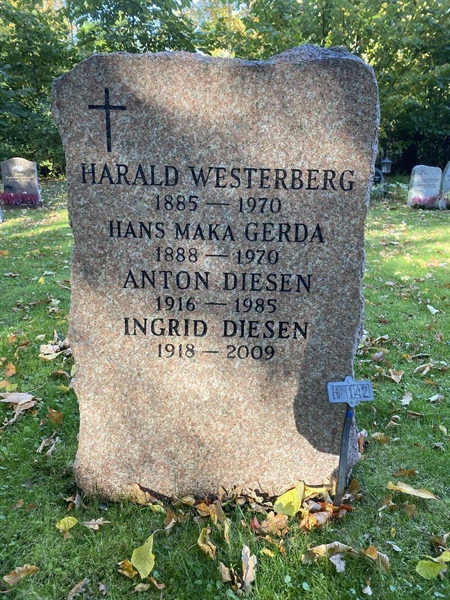 HARALD WESTERBERG
1885 — 1970
HANS MAKA GERDA
1888 — 1970
ANTON DIESEN
1916 — 1985
INGRID DIESEN
1918 — 2009